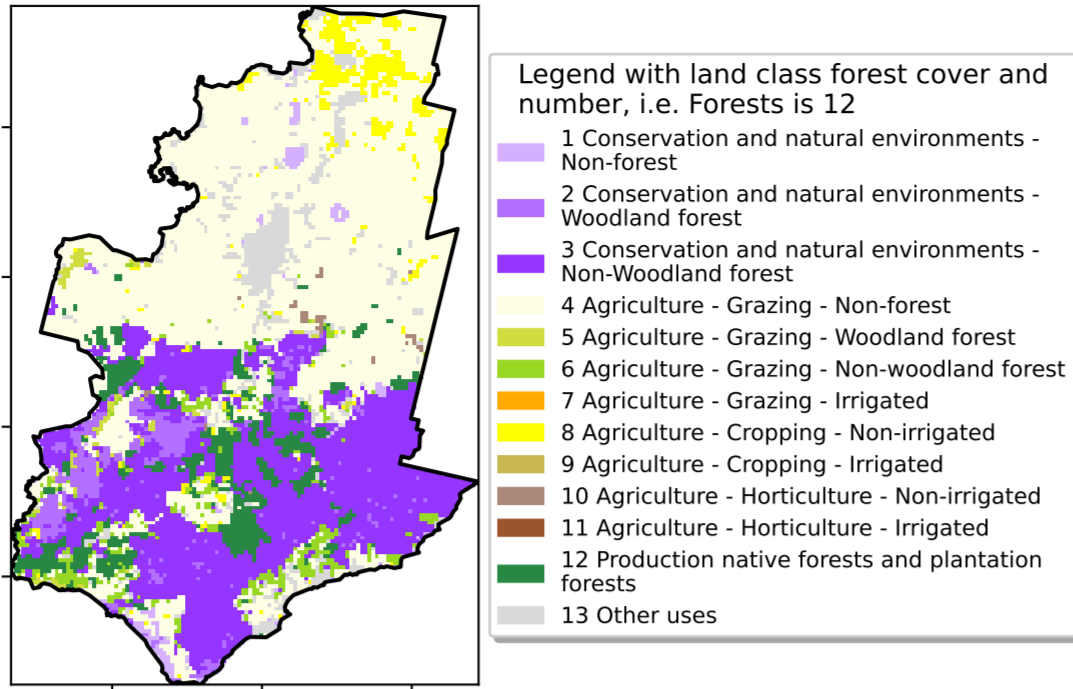 Legend with land class forest cover and
number, i.e. Forests is 12
1 Conservation and natural environments -
Non-forest
2 Conservation and natural environments -
Woodland forest
3 Conservation and natural environments -
Non-Woodland forest
4 Agriculture - Grazing - Non-forest
5 Agriculture - Grazing - Woodland forest
6 Agriculture - Grazing - Non-woodland forest
7 Agriculture - Grazing - Irrigated
8 Agriculture - Cropping - Non-irrigated
9 Agriculture - Cropping - Irrigated
10 Agriculture - Horticulture - Non-irrigated
11 Agriculture - Horticulture - Irrigated
12 Production native forests and plantation
forests
13 Other uses